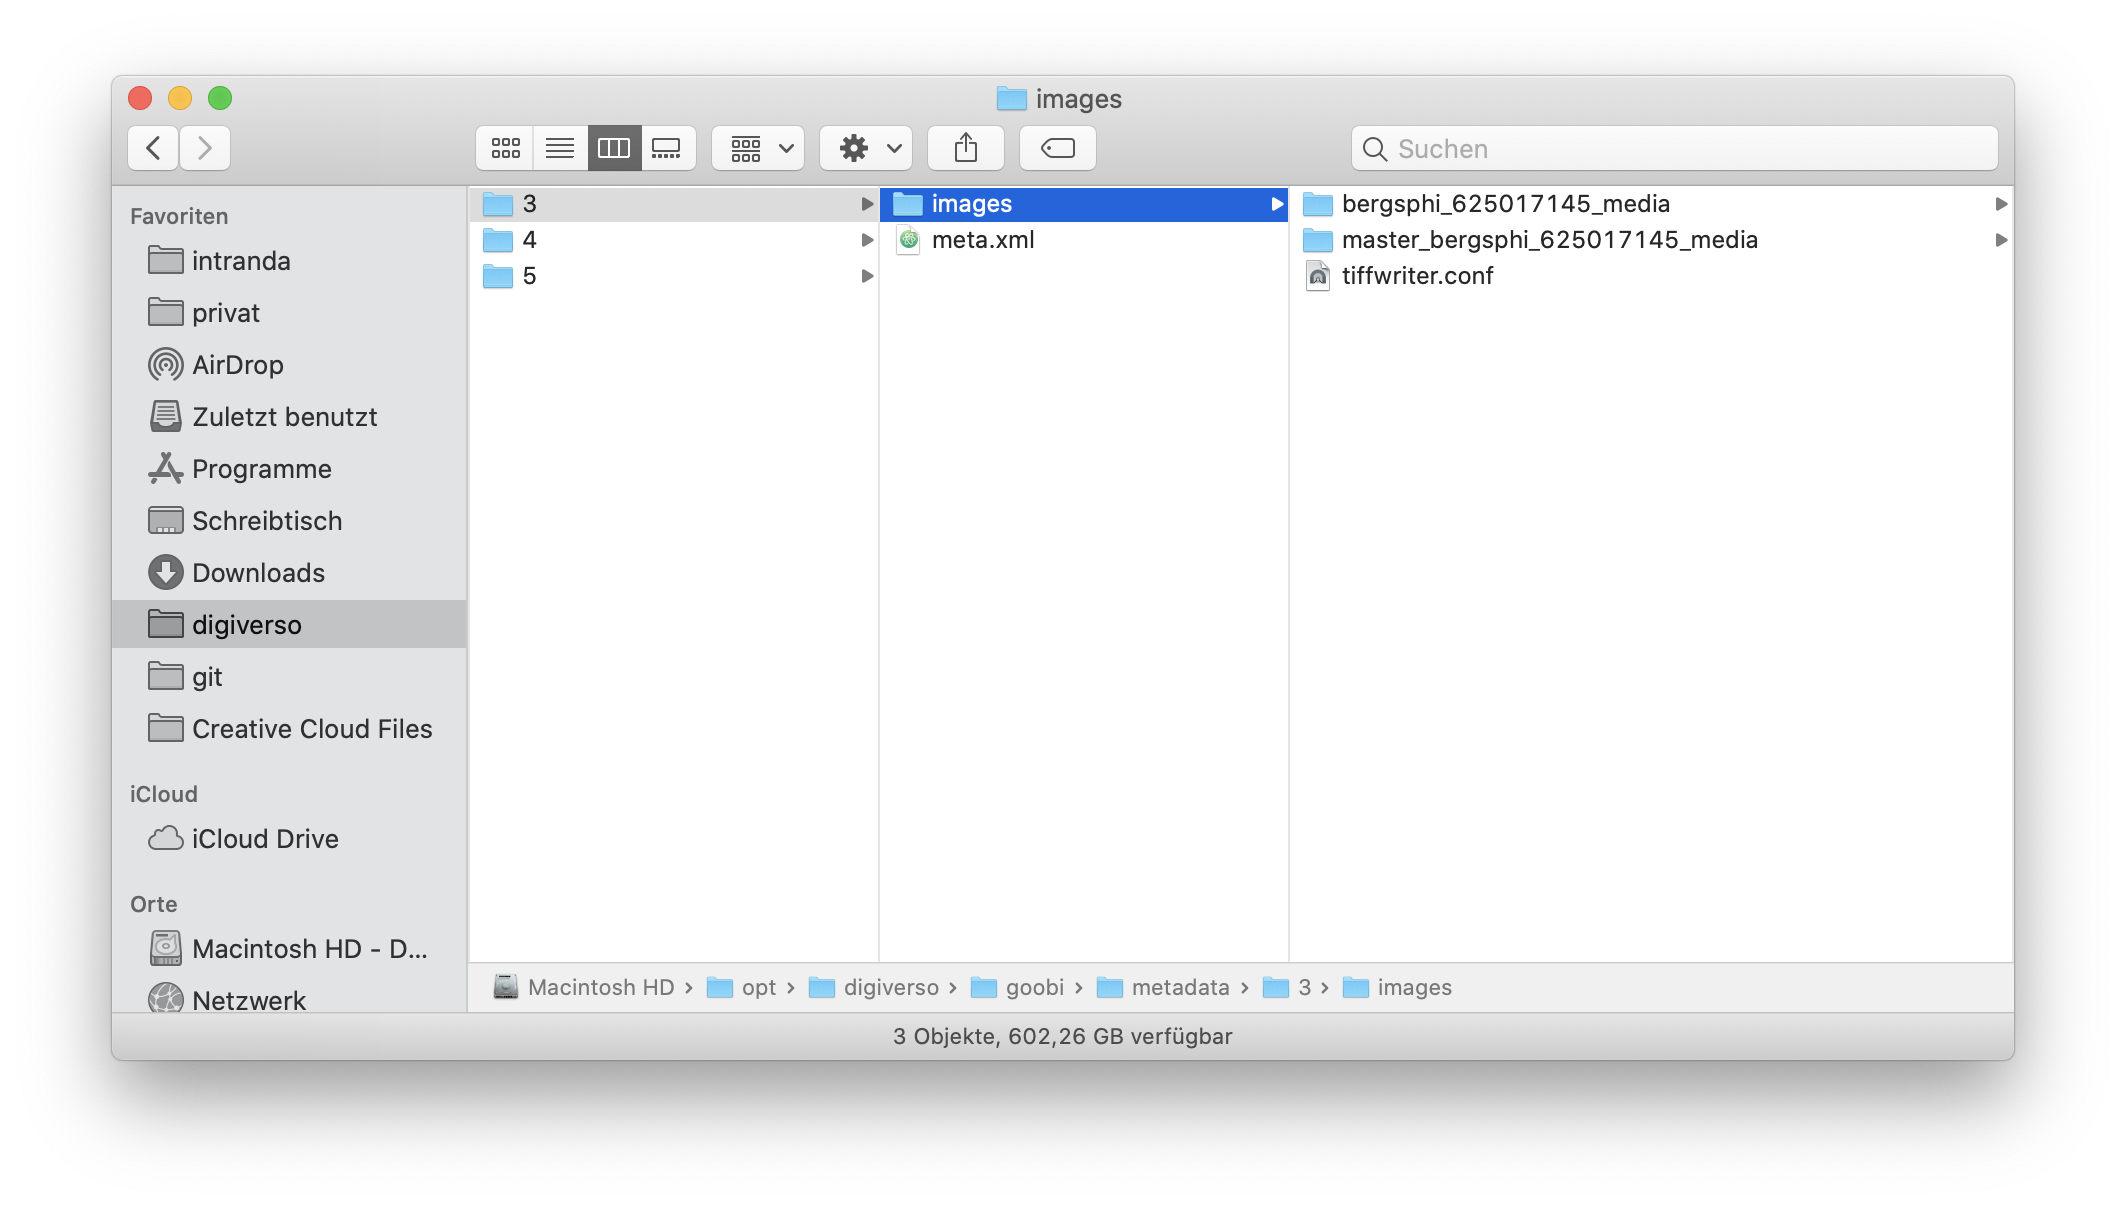 images
Suchen
Favoriten
intranda
privat
AirDrop
Zuletzt benutzt
Programme
Schreibtisch
Downloads
digiverso
git
Creative Cloud Files
iCloud
iCloud Drive
Orte
Macintosh HD - D...
Netzwerk
3
4
5
images
meta.xml
bergsphi_625017145_media
master_bergsphi_625017145_media
tiffwriter.conf
Macintosh HD › opt › digiverso › goobi › metadata › 3 › images
3 Objekte, 602,26 GB verfügbar